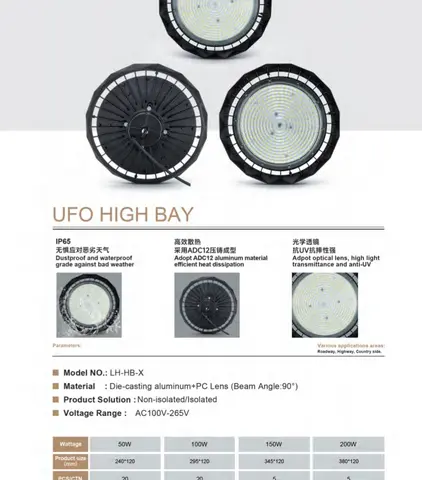 UFO HIGH BAY
IP65
无惧应对恶劣天气
Dustproof and waterproof
grade against bad weather
高效散热
采用ADC12压铸成型
Adopt ADC12 aluminum material
efficient heat dissipation
光学透镜
抗UV抗摔性强
Adpot optical lens, high light
transmittance and anti-UV
Parameters:
Various applications areas:
Roadway, Highway, Country side.
Model NO.: LH-HB-X
Material : Die-casting aluminum+PC Lens (Beam Angle:90°)
Product Solution : Non-isolated/Isolated
Voltage Range : AC100V-265V
Wattage 50W 100W 150W 200W
Product size
(mm) 240*120 295*120 345*120 380*120
PCS/CTN 20 20 5 5